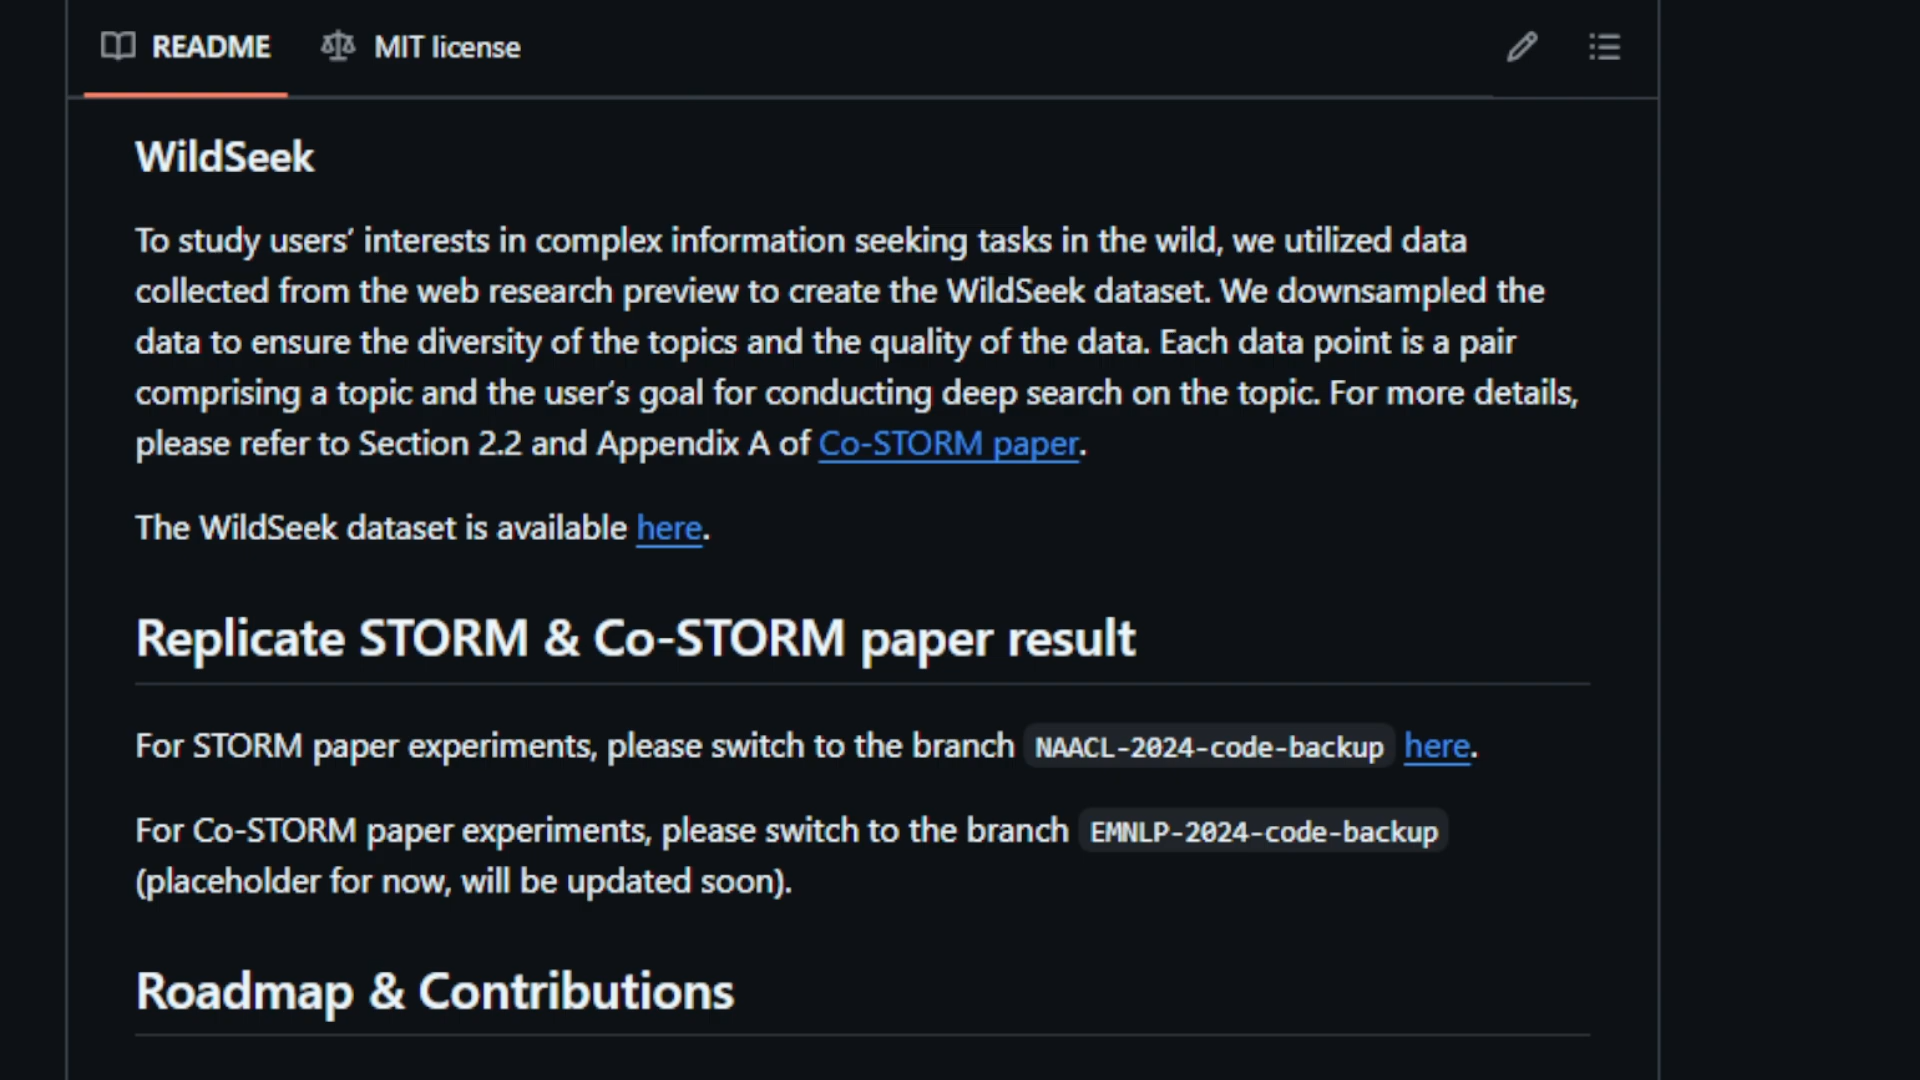 README MIT license
WildSeek
To study users’ interests in complex information seeking tasks in the wild, we utilized data
collected from the web research preview to create the WildSeek dataset. We downsampled the
data to ensure the diversity of the topics and the quality of the data. Each data point is a pair
comprising a topic and the user’s goal for conducting deep search on the topic. For more details,
please refer to Section 2.2 and Appendix A of Co-STORM paper.
The WildSeek dataset is available here.
Replicate STORM & Co-STORM paper result
For STORM paper experiments, please switch to the branch NAACL-2024-code-backup here.
For Co-STORM paper experiments, please switch to the branch EMNLP-2024-code-backup
(placeholder for now, will be updated soon).
Roadmap & Contributions